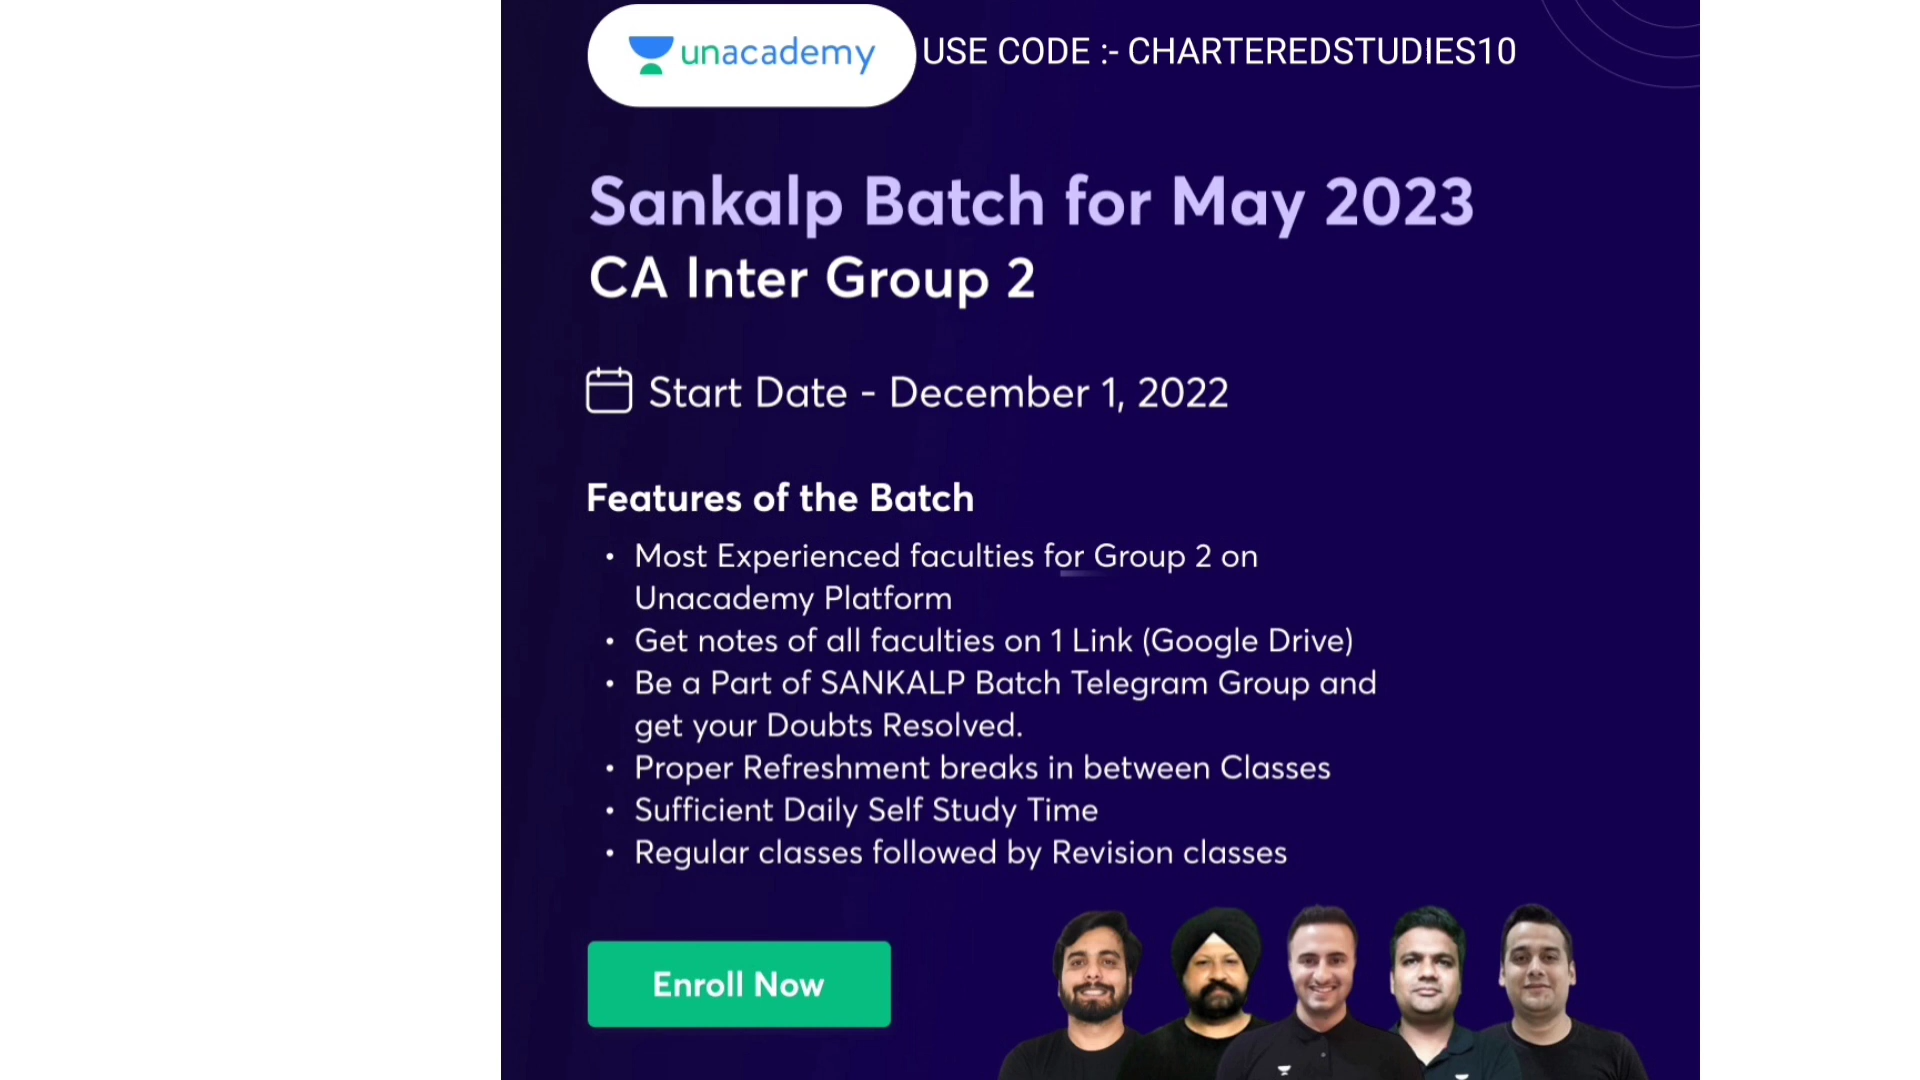 unacademy USE CODE :- CHARTEREDSTUDIES10
Sankalp Batch for May 2023
CA Inter Group 2
Start Date - December 1, 2022
Features of the Batch
• Most Experienced faculties for Group 2 on
Unacademy Platform
• Get notes of all faculties on 1 Link (Google Drive)
• Be a Part of SANKALP Batch Telegram Group and
get your Doubts Resolved.
• Proper Refreshment breaks in between Classes
• Sufficient Daily Self Study Time
• Regular classes followed by Revision classes
Enroll Now